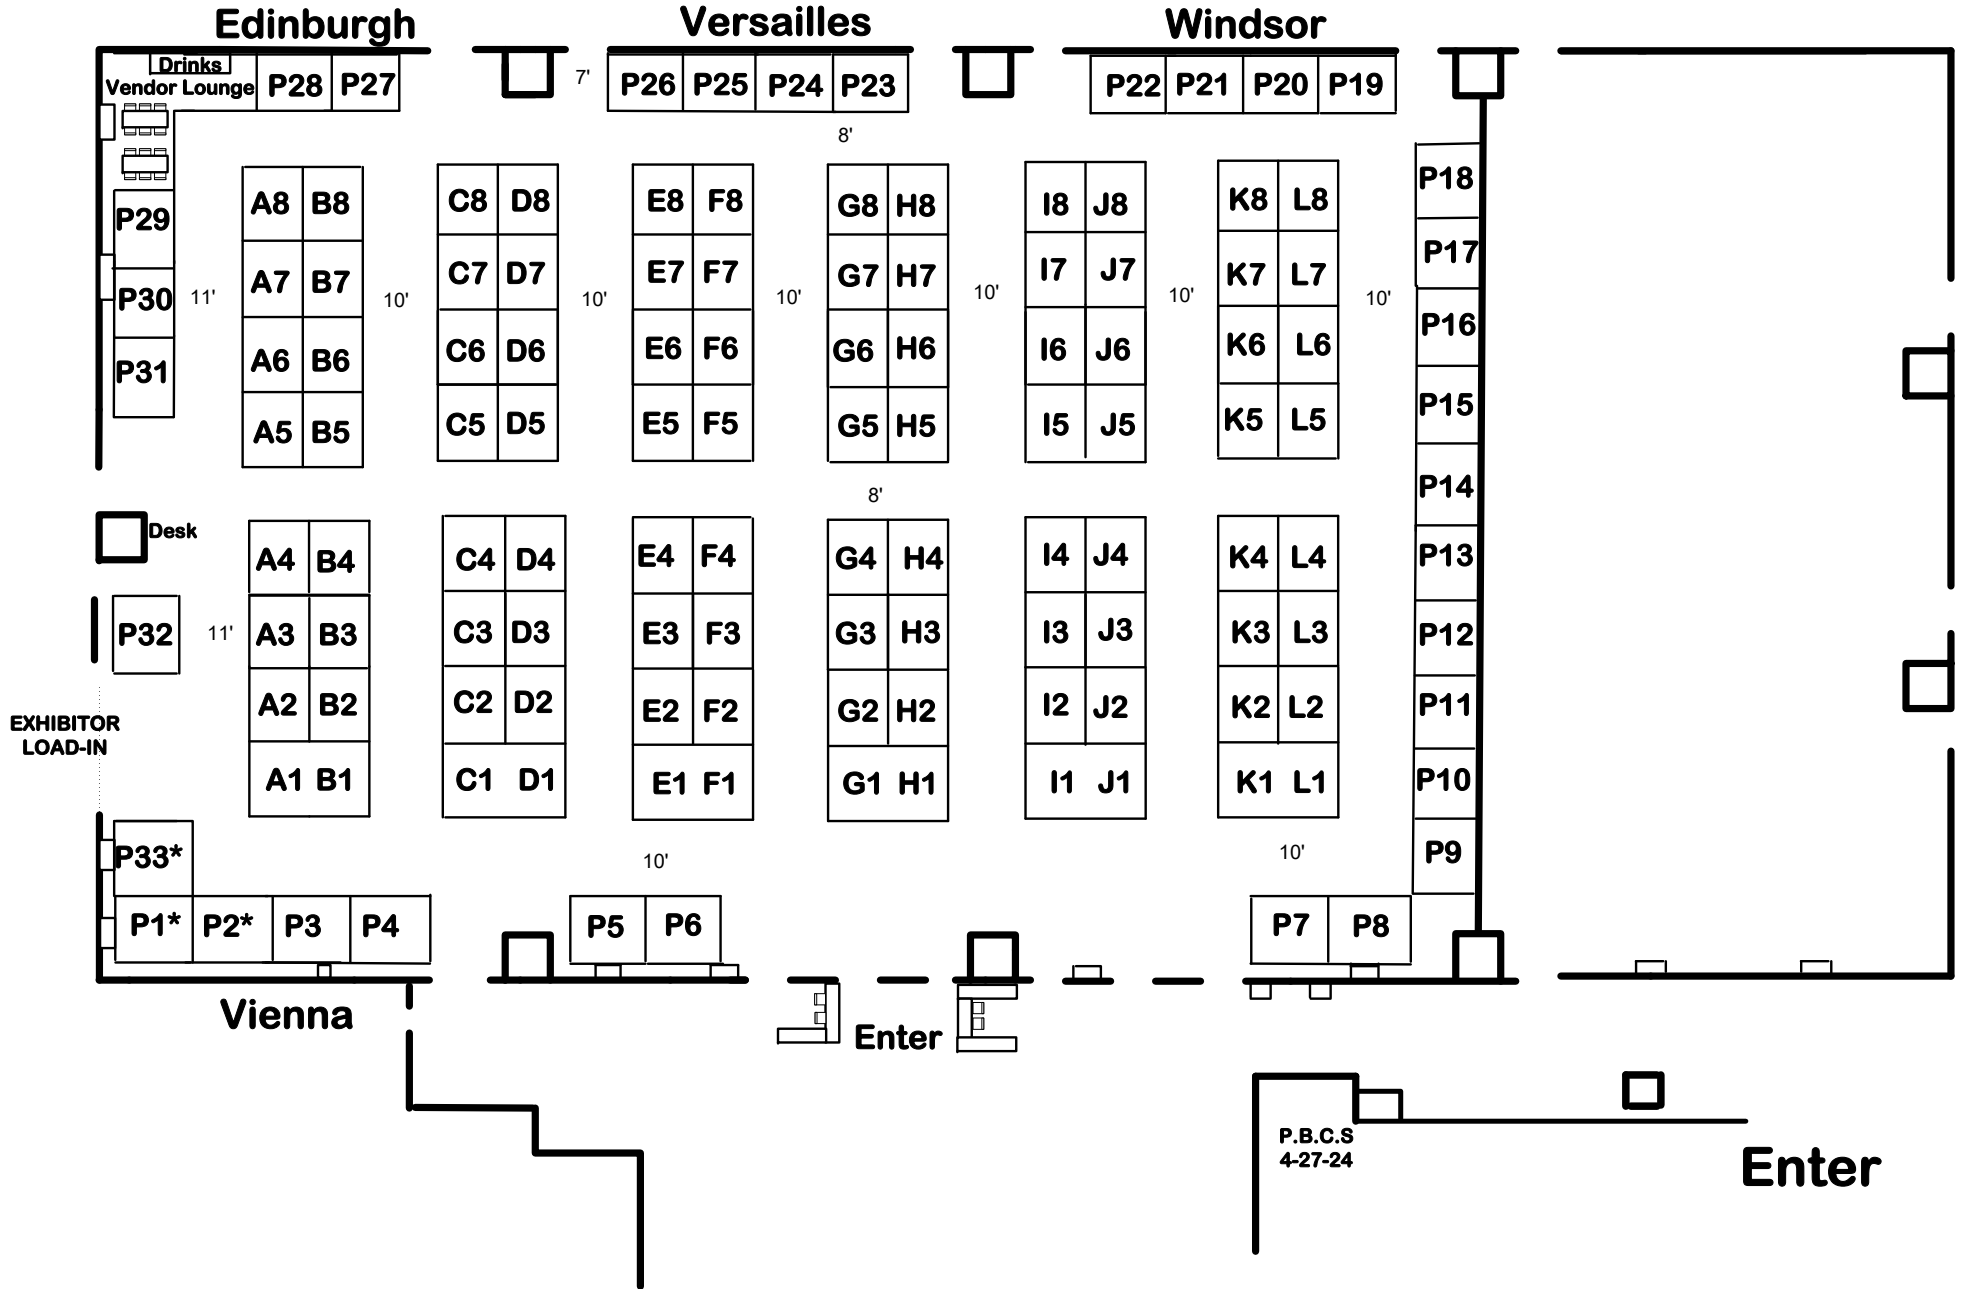 Edinburgh Versailles Windsor
Drinks
Vendor Lounge P28 P27 7' P26 P25 P24 P23 P22 P21 P20 P19
8'
P18
P29 A8 B8 C8 D8 E8 F8 G8 H8 I8 J8 K8 L8
P17
A7 B7 C7 D7 E7 F7 G7 H7 I7 J7 K7 L7
P30 11' 10' 10' 10' 10' 10' 10'
P16
P31 A6 B6 C6 D6 E6 F6 G6 H6 I6 J6 K6 L6
P15
A5 B5 C5 D5 E5 F5 G5 H5 I5 J5 K5 L5
P14
8'
Desk
A4 B4 C4 D4 E4 F4 G4 H4 I4 J4 K4 L4 P13
P32 11' A3 B3 C3 D3 E3 F3 G3 H3 I3 J3 K3 L3 P12
A2 B2 C2 D2 E2 F2 G2 H2 I2 J2 K2 L2 P11
EXHIBITOR
LOAD-IN
A1 B1 C1 D1 E1 F1 G1 H1 I1 J1 K1 L1 P10
P33* 10' 10' P9
P1* P2* P3 P4 P5 P6 P7 P8
Vienna
Enter
P.B.C.S
4-27-24
Enter